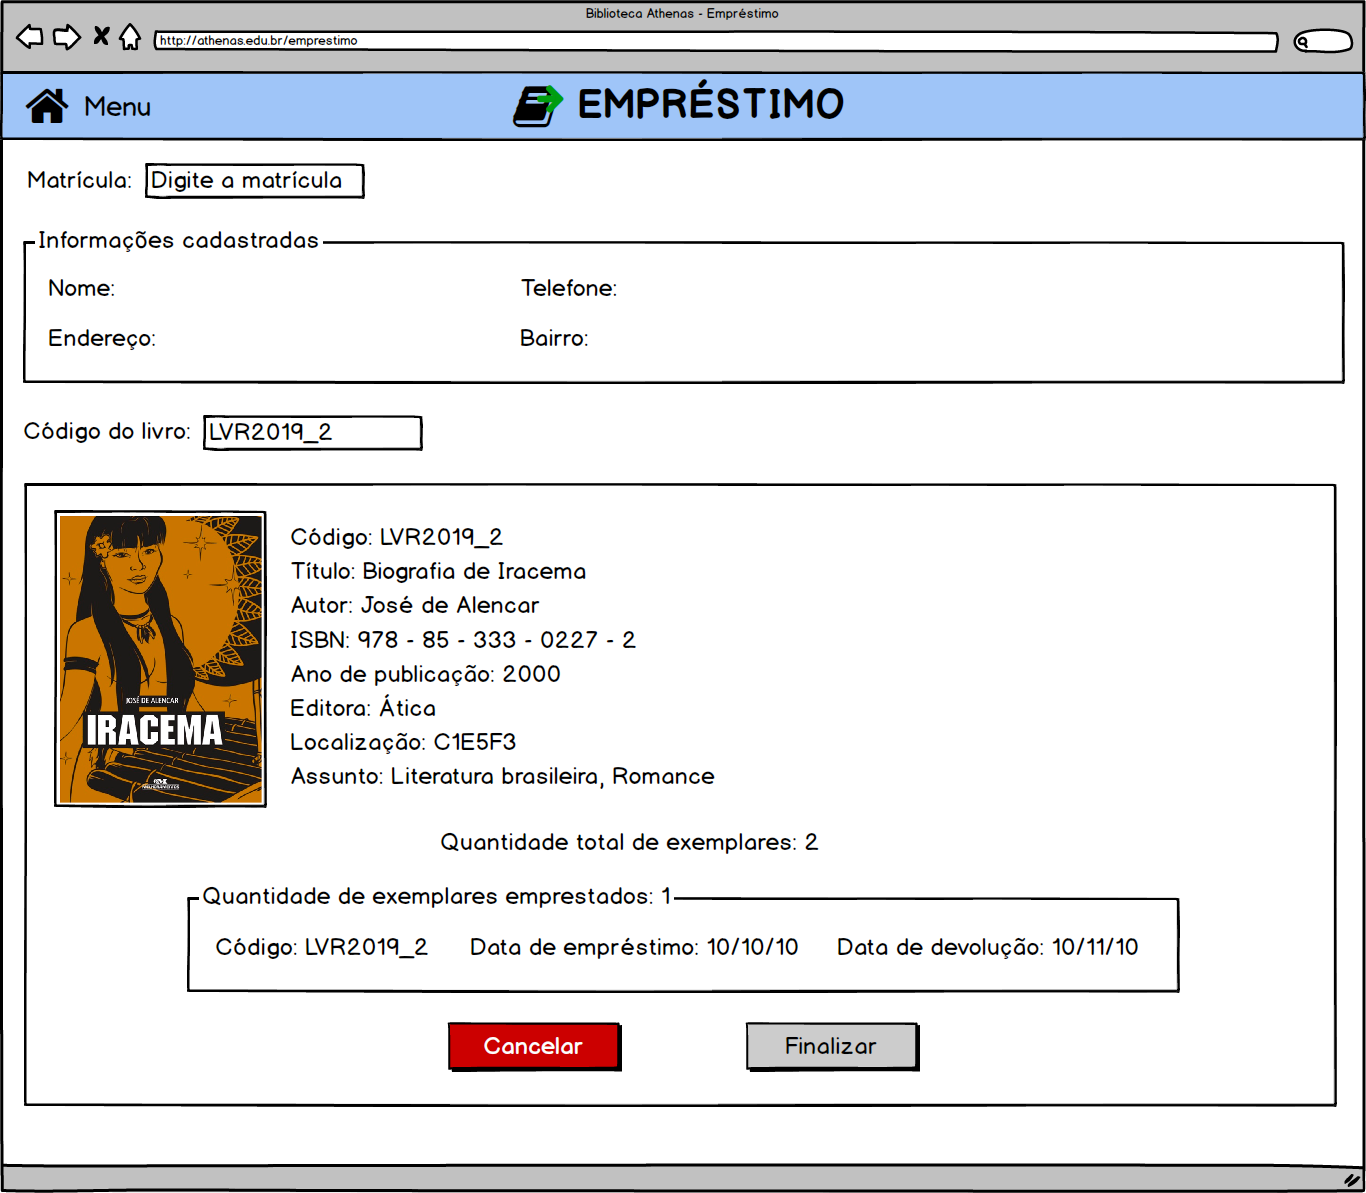 Biblioteca Athenas - Empréstimo
http://athenas.edu.br/emprestimo
Menu
EMPRÉSTIMO
Matrícula: Digite a matrícula
Informações cadastradas
Nome: Telefone:
Endereço: Bairro:
Código do livro: LVR2019_2
Código: LVR2019_2
Título: Biografia de Iracema
Autor: José de Alencar
ISBN: 978 - 85 - 333 - 0227 - 2
Ano de publicação: 2000
Editora: Ática
Localização: C1E5F3
Assunto: Literatura brasileira, Romance
JOSÉ DE ALENCAR
IRACEMA
MELHORAMENTOS
Quantidade total de exemplares: 2
Quantidade de exemplares emprestados: 1
Código: LVR2019_2 Data de empréstimo: 10/10/10 Data de devolução: 10/11/10
Cancelar Finalizar